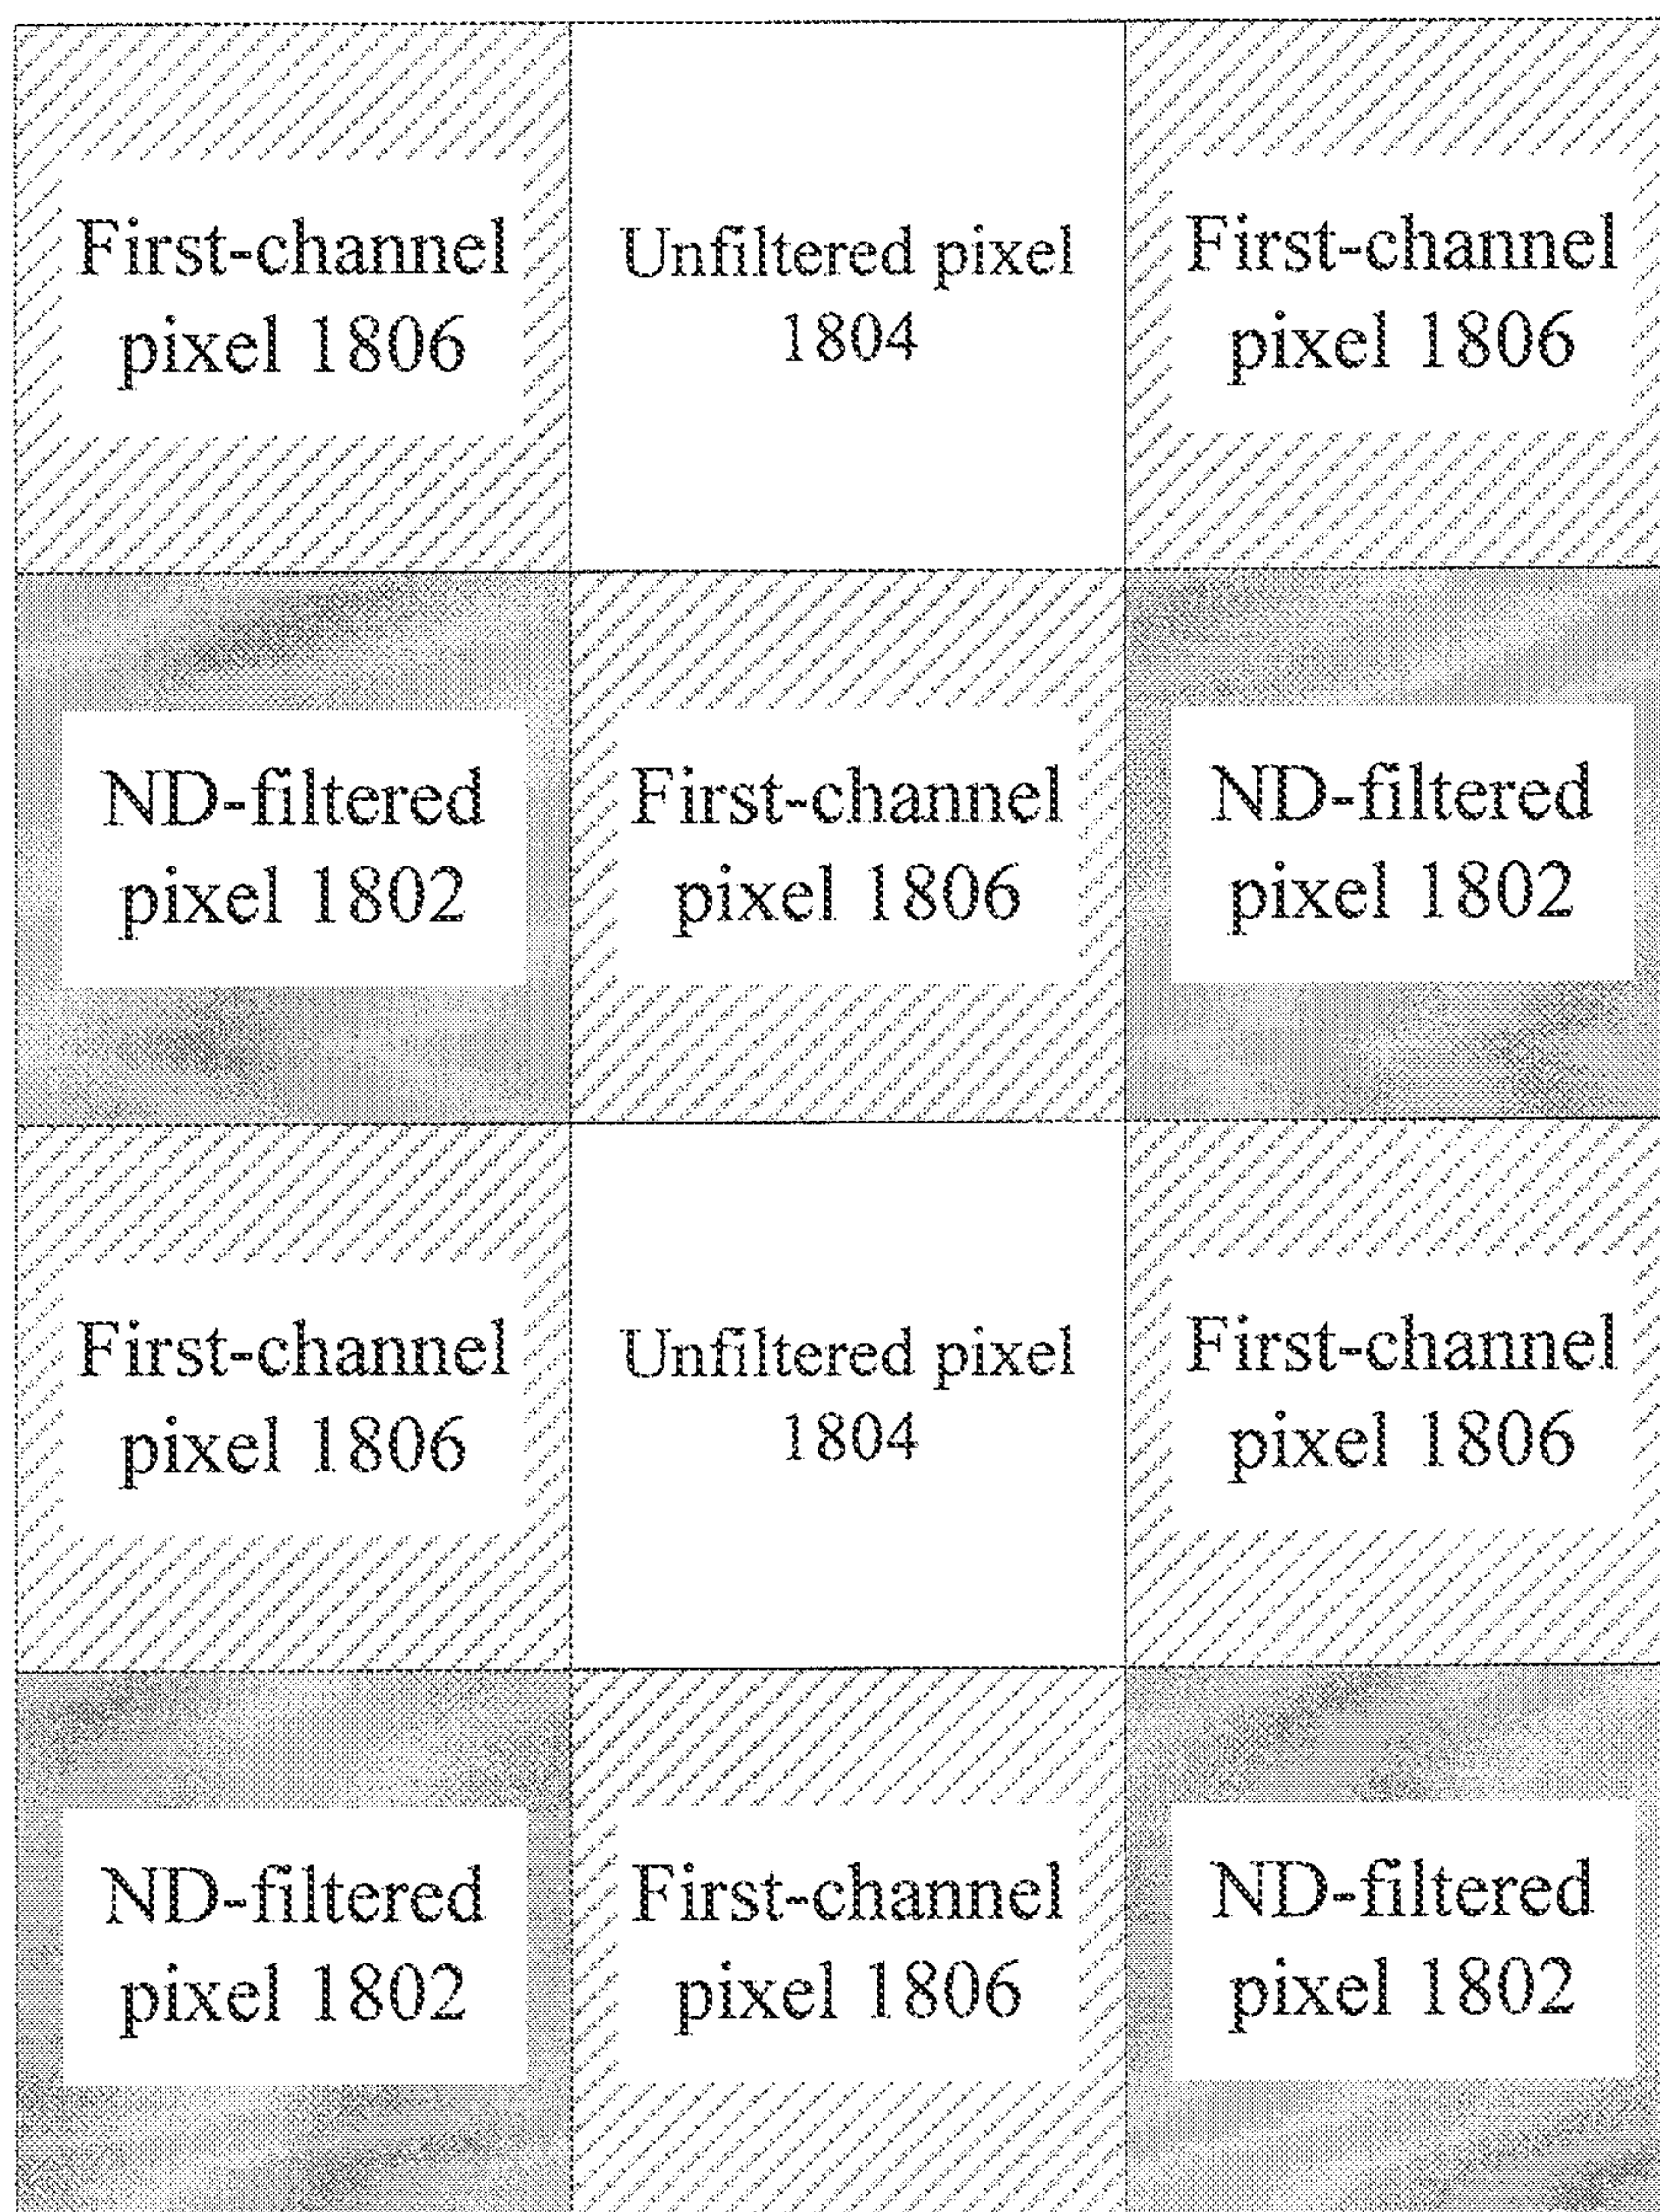 First-channel
pixel 1806
Unfiltered pixel
1804
First-channel
pixel 1806
ND-filtered
pixel 1802
First-channel
pixel 1806
ND-filtered
pixel 1802
First-channel
pixel 1806
Unfiltered pixel
1804
First-channel
pixel 1806
ND-filtered
pixel 1802
First-channel
pixel 1806
ND-filtered
pixel 1802